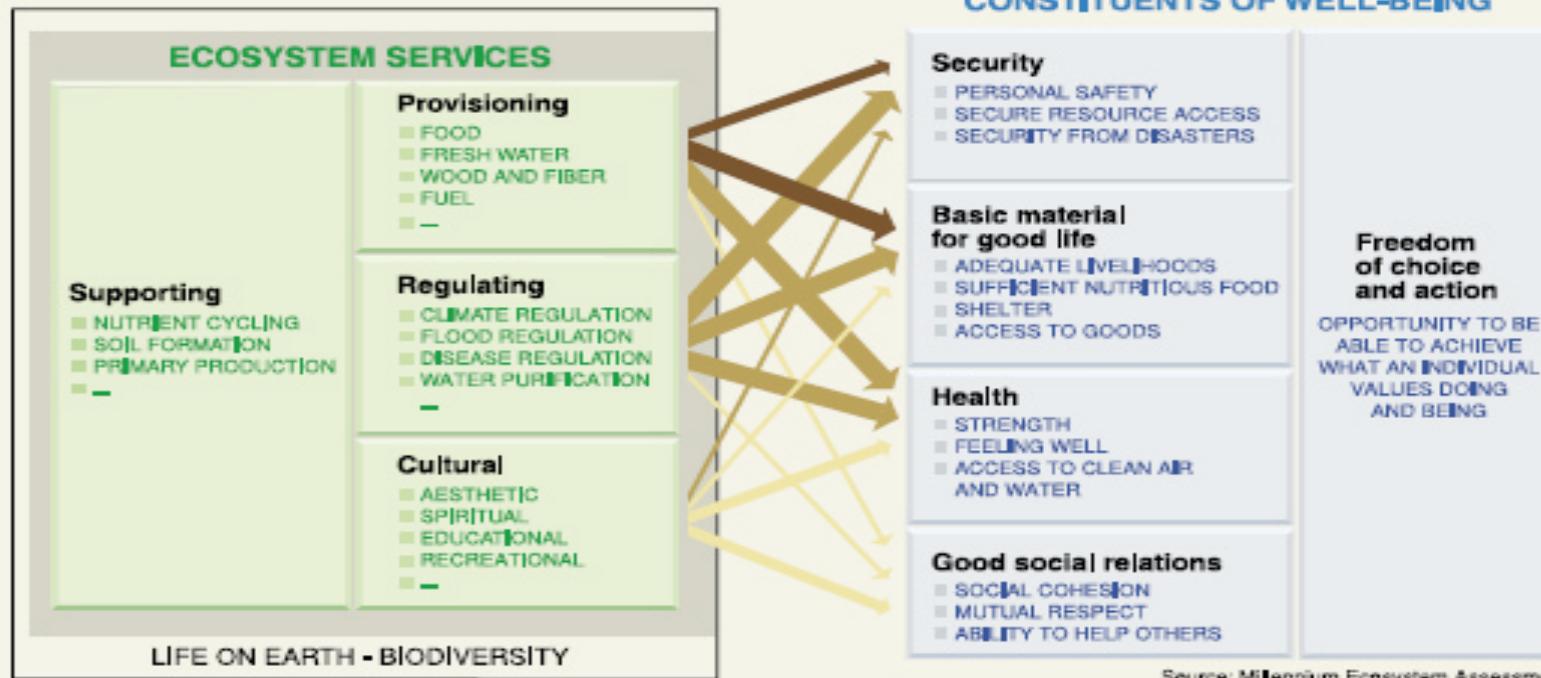 CONSTITUENTS OF WELL-BEING
ECOSYSTEM SERVICES
Supporting
NUTRIENT CYCLING
SOIL FORMATION
PRIMARY PRODUCTION
Provisioning
FOOD
FRESH WATER
WOOD AND FIBER
FUEL
Regulating
CLIMATE REGULATION
FLOOD REGULATION
DISEASE REGULATION
WATER PURIFICATION
Cultural
AESTHETIC
SPIRITUAL
EDUCATIONAL
RECREATIONAL
LIFE ON EARTH - BIODIVERSITY
Security
PERSONAL SAFETY
SECURE RESOURCE ACCESS
SECURITY FROM DISASTERS
Basic material
for good life
ADEQUATE LIVELIHOODS
SUFFICIENT NUTRITIOUS FOOD
SHELTER
ACCESS TO GOODS
Health
STRENGTH
FEELING WELL
ACCESS TO CLEAN AIR
AND WATER
Good social relations
SOCIAL COHESION
MUTUAL RESPECT
ABILITY TO HELP OTHERS
Freedom
of choice
and action
OPPORTUNITY TO BE
ABLE TO ACHIEVE
WHAT AN INDIVIDUAL
VALUES DOING
AND BEING
Source: Millennium Ecosystem